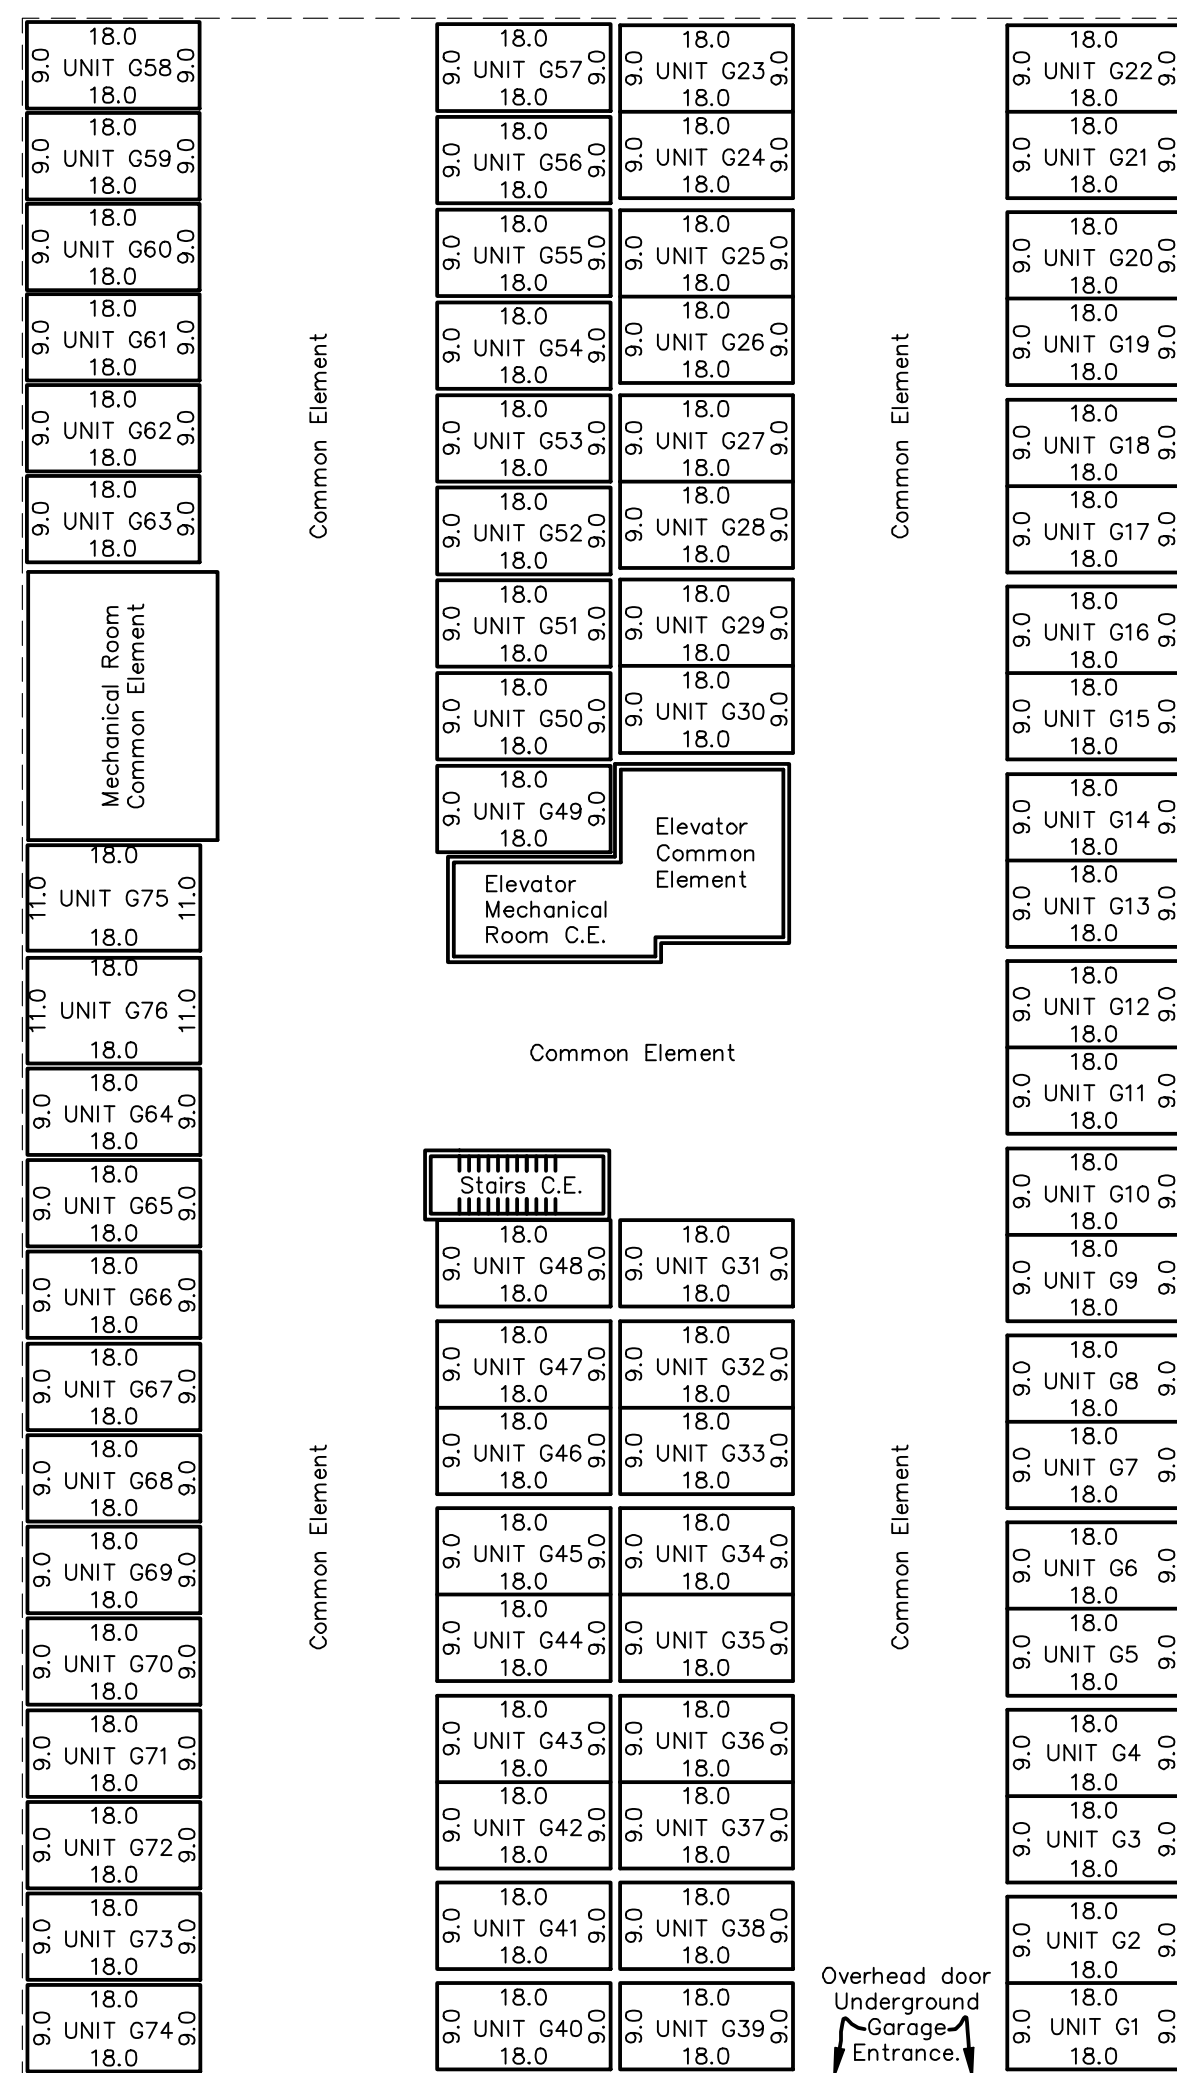 18.0
9.0 UNIT G58 9.0
18.0
18.0
9.0 UNIT G59 9.0
18.0
18.0
9.0 UNIT G60 9.0
18.0
18.0
9.0 UNIT G61 9.0
18.0
18.0
9.0 UNIT G62 9.0
18.0
18.0
9.0 UNIT G63 9.0
18.0
Mechanical Room
Common Element
18.0
11.0 UNIT G75 11.0
18.0
18.0
11.0 UNIT G76 11.0
18.0
18.0
9.0 UNIT G64 9.0
18.0
18.0
9.0 UNIT G65 9.0
18.0
18.0
9.0 UNIT G66 9.0
18.0
18.0
9.0 UNIT G67 9.0
18.0
18.0
9.0 UNIT G68 9.0
18.0
18.0
9.0 UNIT G69 9.0
18.0
18.0
9.0 UNIT G70 9.0
18.0
18.0
9.0 UNIT G71 9.0
18.0
18.0
9.0 UNIT G72 9.0
18.0
18.0
9.0 UNIT G73 9.0
18.0
18.0
9.0 UNIT G74 9.0
18.0
Common Element
Common Element
18.0
9.0 UNIT G57 9.0
18.0
18.0
9.0 UNIT G56 9.0
18.0
18.0
9.0 UNIT G55 9.0
18.0
18.0
9.0 UNIT G54 9.0
18.0
18.0
9.0 UNIT G53 9.0
18.0
18.0
9.0 UNIT G52 9.0
18.0
18.0
9.0 UNIT G51 9.0
18.0
18.0
9.0 UNIT G50 9.0
18.0
18.0
9.0 UNIT G49 9.0
18.0
Elevator
Mechanical
Room C.E.
Common Element
Stairs C.E.
18.0
9.0 UNIT G48 9.0
18.0
18.0
9.0 UNIT G47 9.0
18.0
18.0
9.0 UNIT G46 9.0
18.0
18.0
9.0 UNIT G45 9.0
18.0
18.0
9.0 UNIT G44 9.0
18.0
18.0
9.0 UNIT G43 9.0
18.0
18.0
9.0 UNIT G42 9.0
18.0
18.0
9.0 UNIT G41 9.0
18.0
18.0
9.0 UNIT G40 9.0
18.0
18.0
9.0 UNIT G23 9.0
18.0
18.0
9.0 UNIT G24 9.0
18.0
18.0
9.0 UNIT G25 9.0
18.0
18.0
9.0 UNIT G26 9.0
18.0
18.0
9.0 UNIT G27 9.0
18.0
18.0
9.0 UNIT G28 9.0
18.0
18.0
9.0 UNIT G29 9.0
18.0
18.0
9.0 UNIT G30 9.0
18.0
Elevator
Common
Element
18.0
9.0 UNIT G31 9.0
18.0
18.0
9.0 UNIT G32 9.0
18.0
18.0
9.0 UNIT G33 9.0
18.0
18.0
9.0 UNIT G34 9.0
18.0
9.0 UNIT G35 9.0
18.0
9.0 UNIT G36 9.0
18.0
18.0
9.0 UNIT G37 9.0
18.0
18.0
9.0 UNIT G38 9.0
18.0
18.0
9.0 UNIT G39 9.0
18.0
Common Element
Common Element
Overhead door
Underground
Garage
Entrance.
18.0
9.0 UNIT G22 9.0
18.0
18.0
9.0 UNIT G21 9.0
18.0
18.0
9.0 UNIT G20 9.0
18.0
18.0
9.0 UNIT G19 9.0
18.0
18.0
9.0 UNIT G18 9.0
18.0
18.0
9.0 UNIT G17 9.0
18.0
18.0
9.0 UNIT G16 9.0
18.0
18.0
9.0 UNIT G15 9.0
18.0
18.0
9.0 UNIT G14 9.0
18.0
18.0
9.0 UNIT G13 9.0
18.0
18.0
9.0 UNIT G12 9.0
18.0
18.0
9.0 UNIT G11 9.0
18.0
18.0
9.0 UNIT G10 9.0
18.0
18.0
9.0 UNIT G9 9.0
18.0
18.0
9.0 UNIT G8 9.0
18.0
18.0
9.0 UNIT G7 9.0
18.0
18.0
9.0 UNIT G6 9.0
18.0
18.0
9.0 UNIT G5 9.0
18.0
18.0
9.0 UNIT G4 9.0
18.0
18.0
9.0 UNIT G3 9.0
18.0
18.0
9.0 UNIT G2 9.0
18.0
18.0
9.0 UNIT G1 9.0
18.0